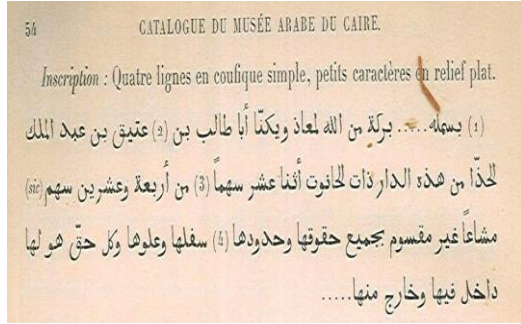 54 CATALOGUE DU MUSÉE ARABE DU CAIRE.
Inscription : Quatre lignes en coufique simple, petits caractères en relief plat.
(1) بسمله..... بركة من الله لمعاذ ويكنّا أبا طالب بن (2) عتيق بن عبد الملك
لحذّا من هذه الدار ذات لحانوت أثنا عشر سهماً (3) من أربعة وعشرين سهم (sic)
مشاعاً غير مقسوم بجميع حقوقها وحدودها (4) سفلها وعلوها وكل حقّ هو لها
داخل فيها وخارج منها.....